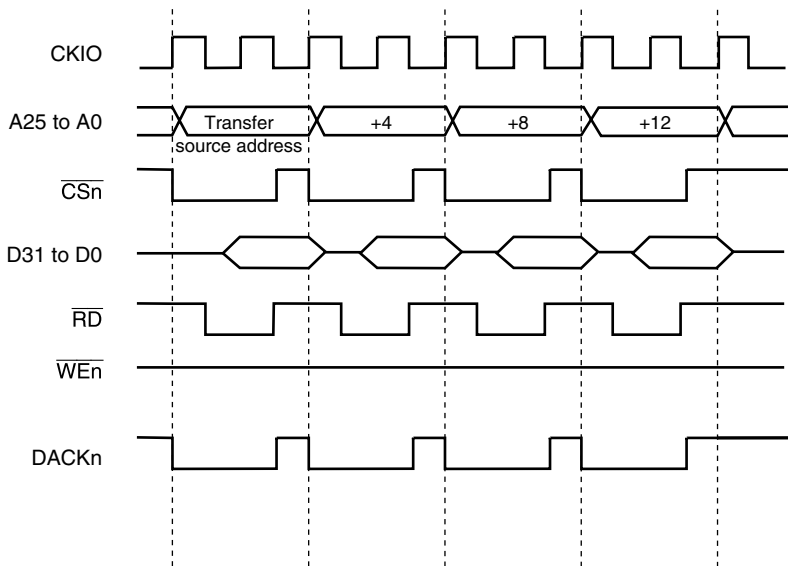 CKIO
A25 to A0
Transfer
source address
+4
+8
+12
CSn
D31 to D0
RD
WEn
DACKn